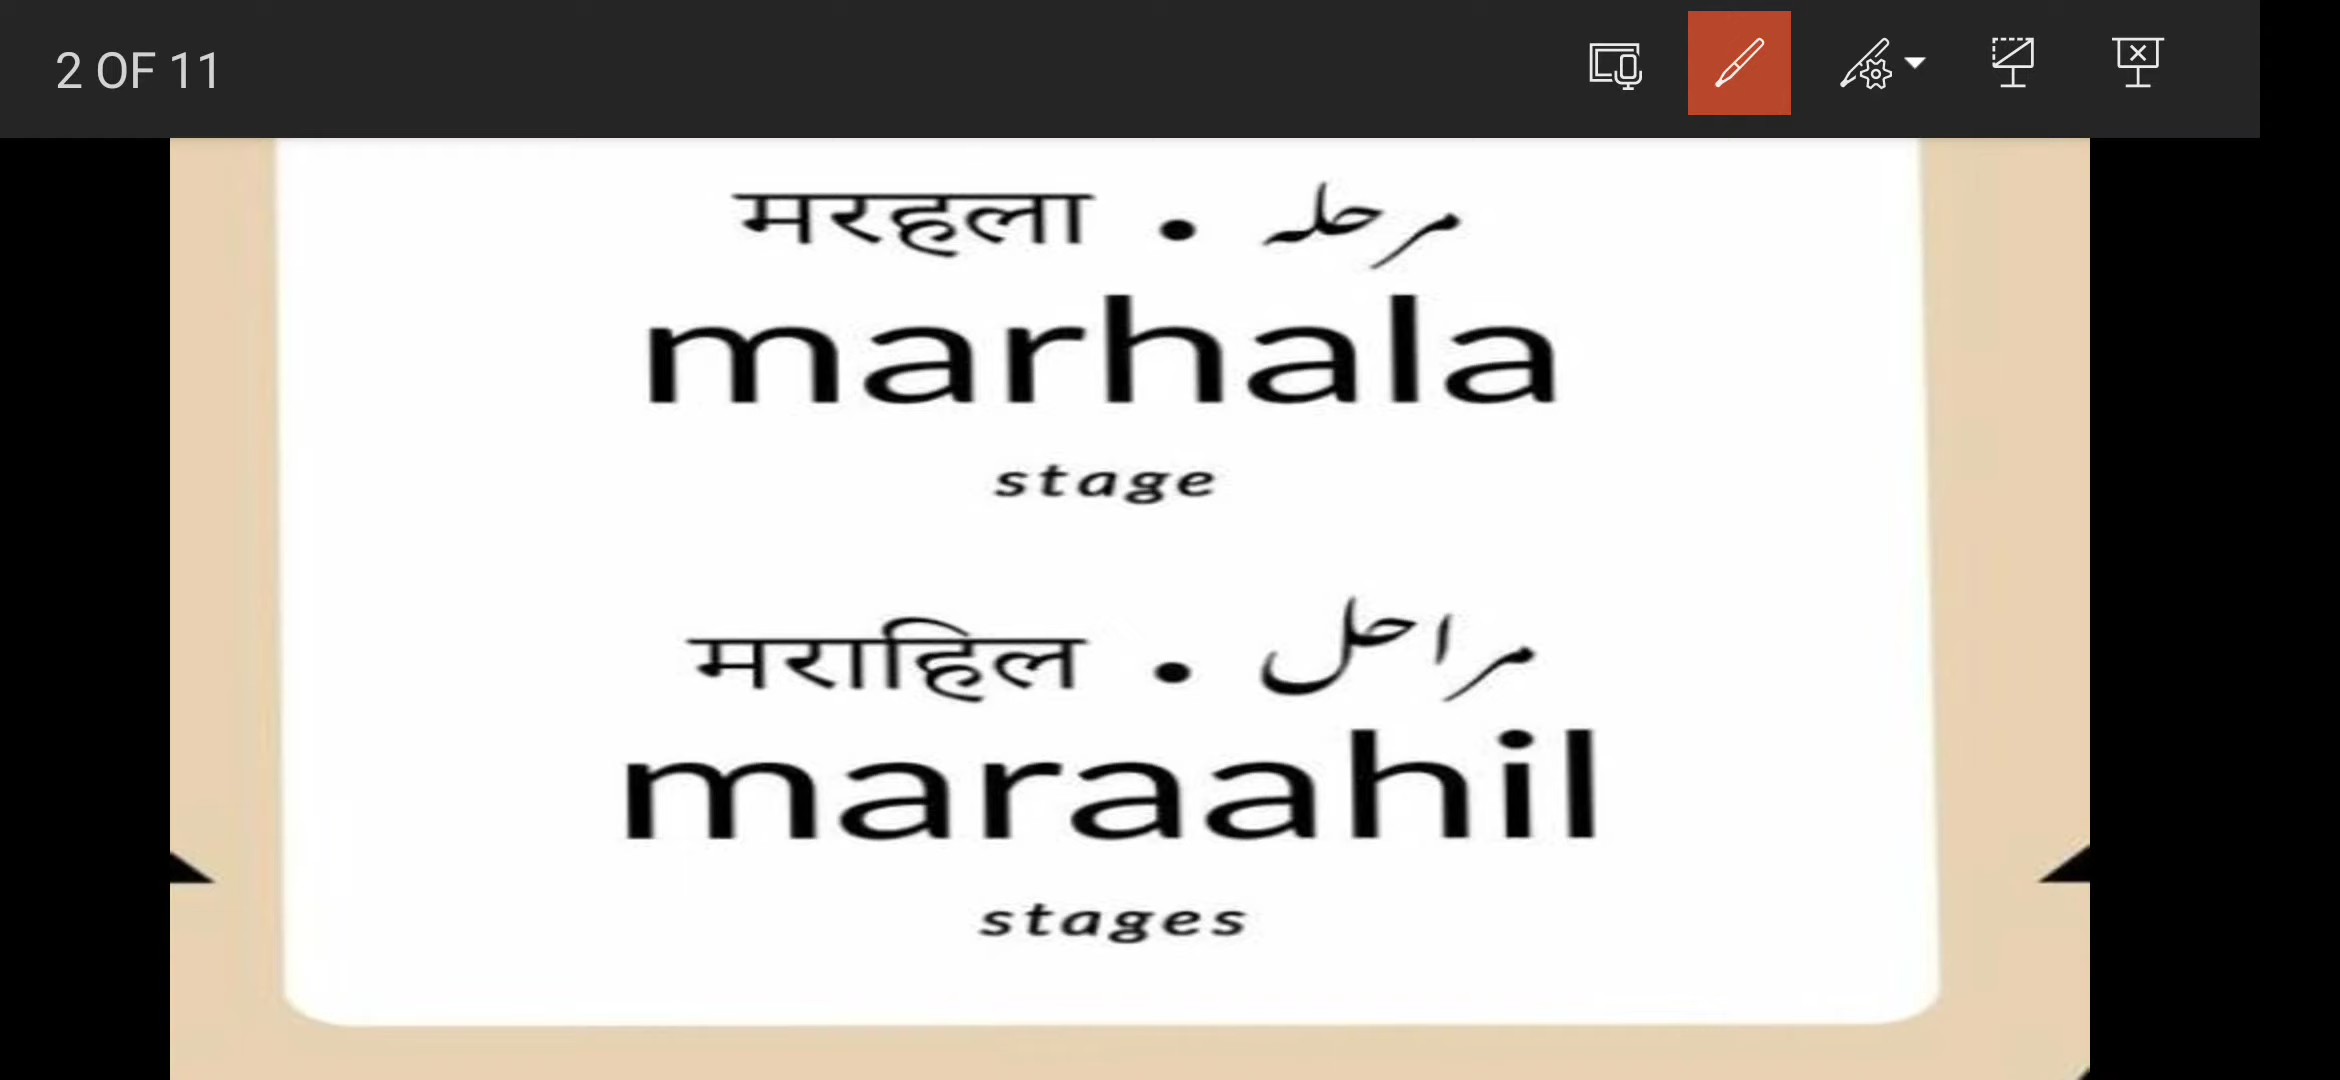 2 OF 11
मरहला • مرحلہ
marhala
stage
मराहिल • مراحل
maraahil
stages